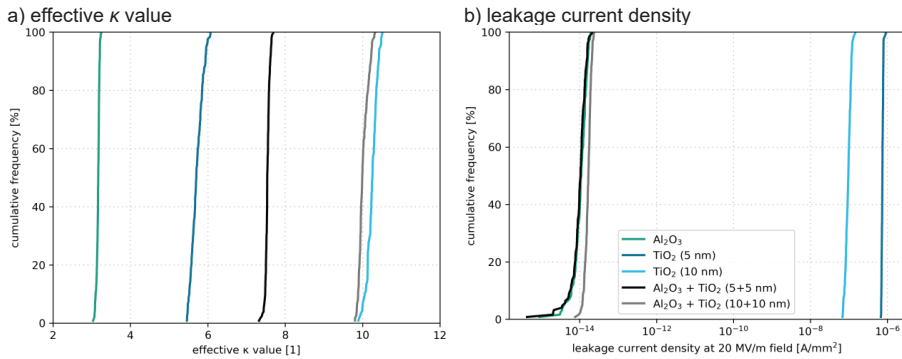 a) effective κ value
100
80
60
40
20
0
cumulative frequency [%]
2 4 6 8 10 12
effective κ value [1]
b) leakage current density
100
80
60
40
20
0
cumulative frequency [%]
Al₂O₃
TiO₂ (5 nm)
TiO₂ (10 nm)
Al₂O₃ + TiO₂ (5+5 nm)
Al₂O₃ + TiO₂ (10+10 nm)
10⁻¹⁴ 10⁻¹² 10⁻¹⁰ 10⁻⁸ 10⁻⁶
leakage current density at 20 MV/m field [A/mm²]